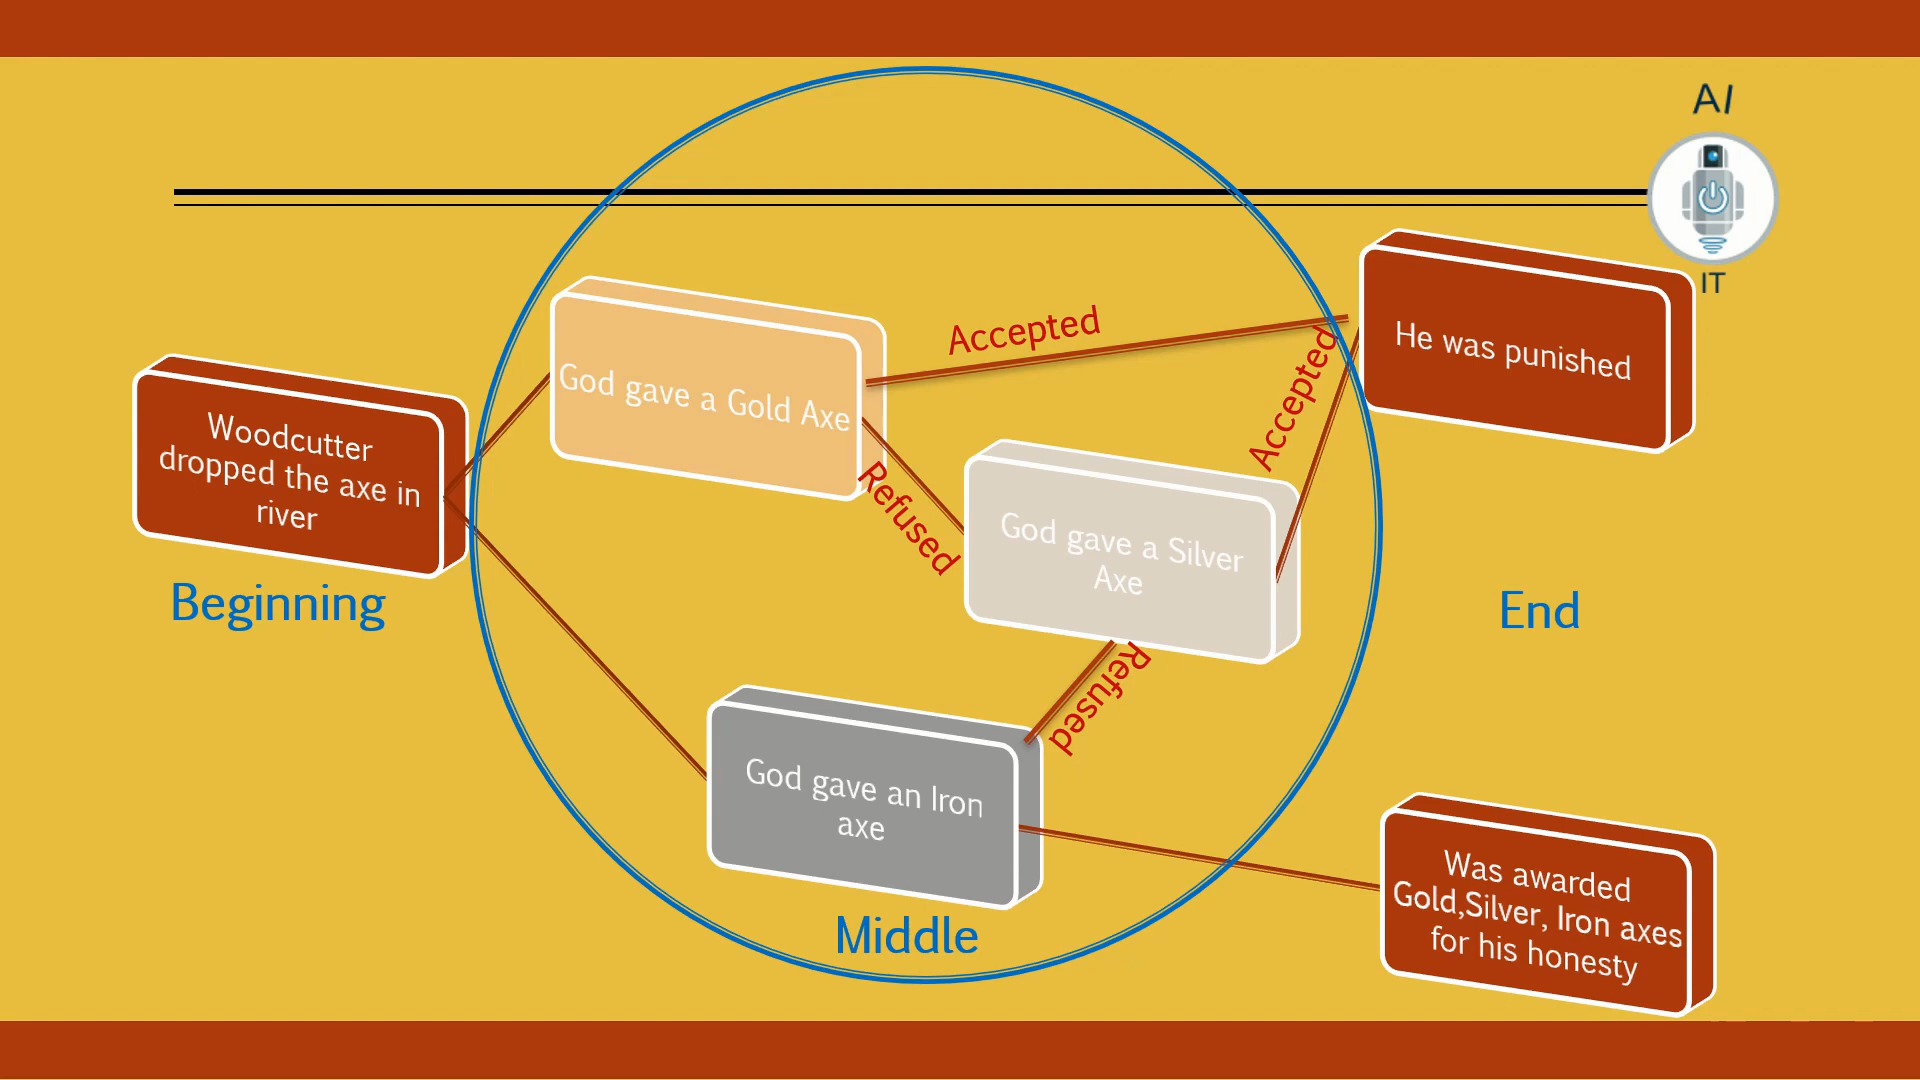 AI
IT
Woodcutter
dropped the axe in
river
Beginning
God gave a Gold Axe
Accepted
Refused
God gave a Silver
Axe
Accepted
Refused
God gave an Iron
axe
Middle
He was punished
End
Was awarded
Gold,Silver, Iron axes
for his honesty